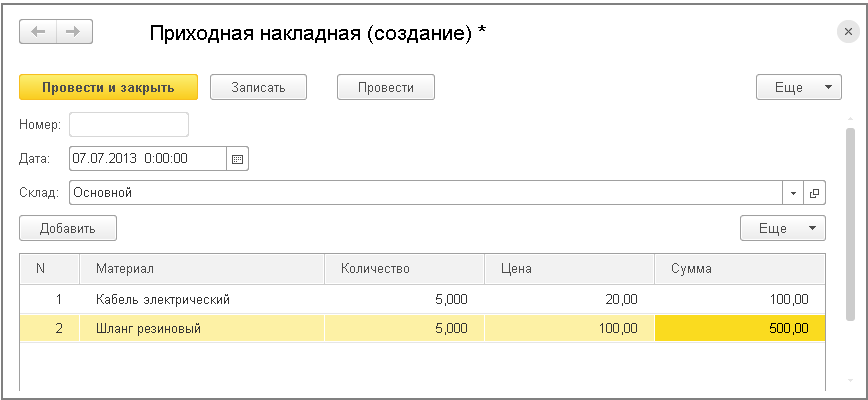 Приходная накладная (создание) *
Провести и закрыть Записать Провести Еще
Номер:
Дата: 07.07.2013 0:00:00
Склад: Основной
Добавить Еще
N Материал Количество Цена Сумма
1 Кабель электрический 5,000 20,00 100,00
2 Шланг резиновый 5,000 100,00 500,00